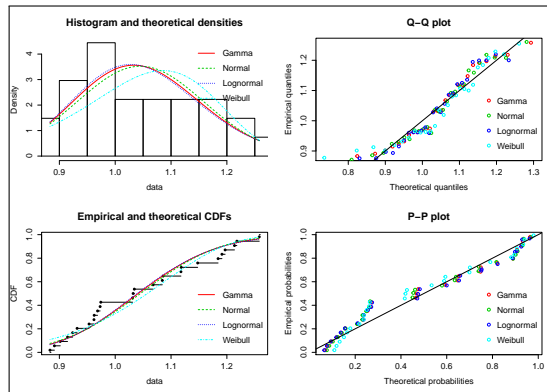 Histogram and theoretical densities
Density
0 1 2 3 4 5
Gamma
Normal
Lognormal
Weibull
0.9 1.0 1.1 1.2
data
Q−Q plot
Empirical quantiles
0.9 1.0 1.1 1.2
Gamma
Normal
Lognormal
Weibull
0.8 0.9 1.0 1.1 1.2 1.3
Theoretical quantiles
Empirical and theoretical CDFs
CDF
0.0 0.2 0.4 0.6 0.8 1.0
Gamma
Normal
Lognormal
Weibull
0.9 1.0 1.1 1.2
data
P−P plot
Empirical probabilities
0.0 0.2 0.4 0.6 0.8 1.0
Gamma
Normal
Lognormal
Weibull
0.2 0.4 0.6 0.8 1.0
Theoretical probabilities